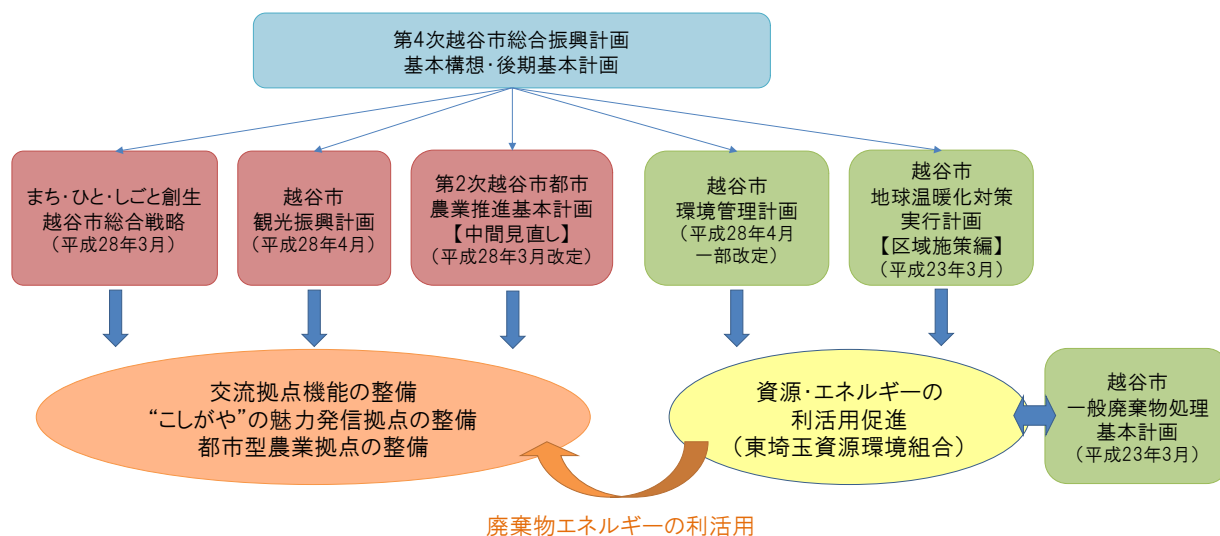 第4次越谷市総合振興計画
基本構想・後期基本計画
まち・ひと・しごと創生
越谷市総合戦略
（平成28年3月）
越谷市
観光振興計画
（平成28年4月）
第2次越谷市都市
農業推進基本計画
【中間見直し】
（平成28年3月改定）
越谷市
環境管理計画
（平成28年4月
一部改定）
越谷市
地球温暖化対策
実行計画
【区域施策編】
（平成23年3月）
交流拠点機能の整備
“こしがや”の魅力発信拠点の整備
都市型農業拠点の整備
資源・エネルギーの
利活用促進
（東埼玉資源環境組合）
越谷市
一般廃棄物処理
基本計画
（平成23年3月）
廃棄物エネルギーの利活用